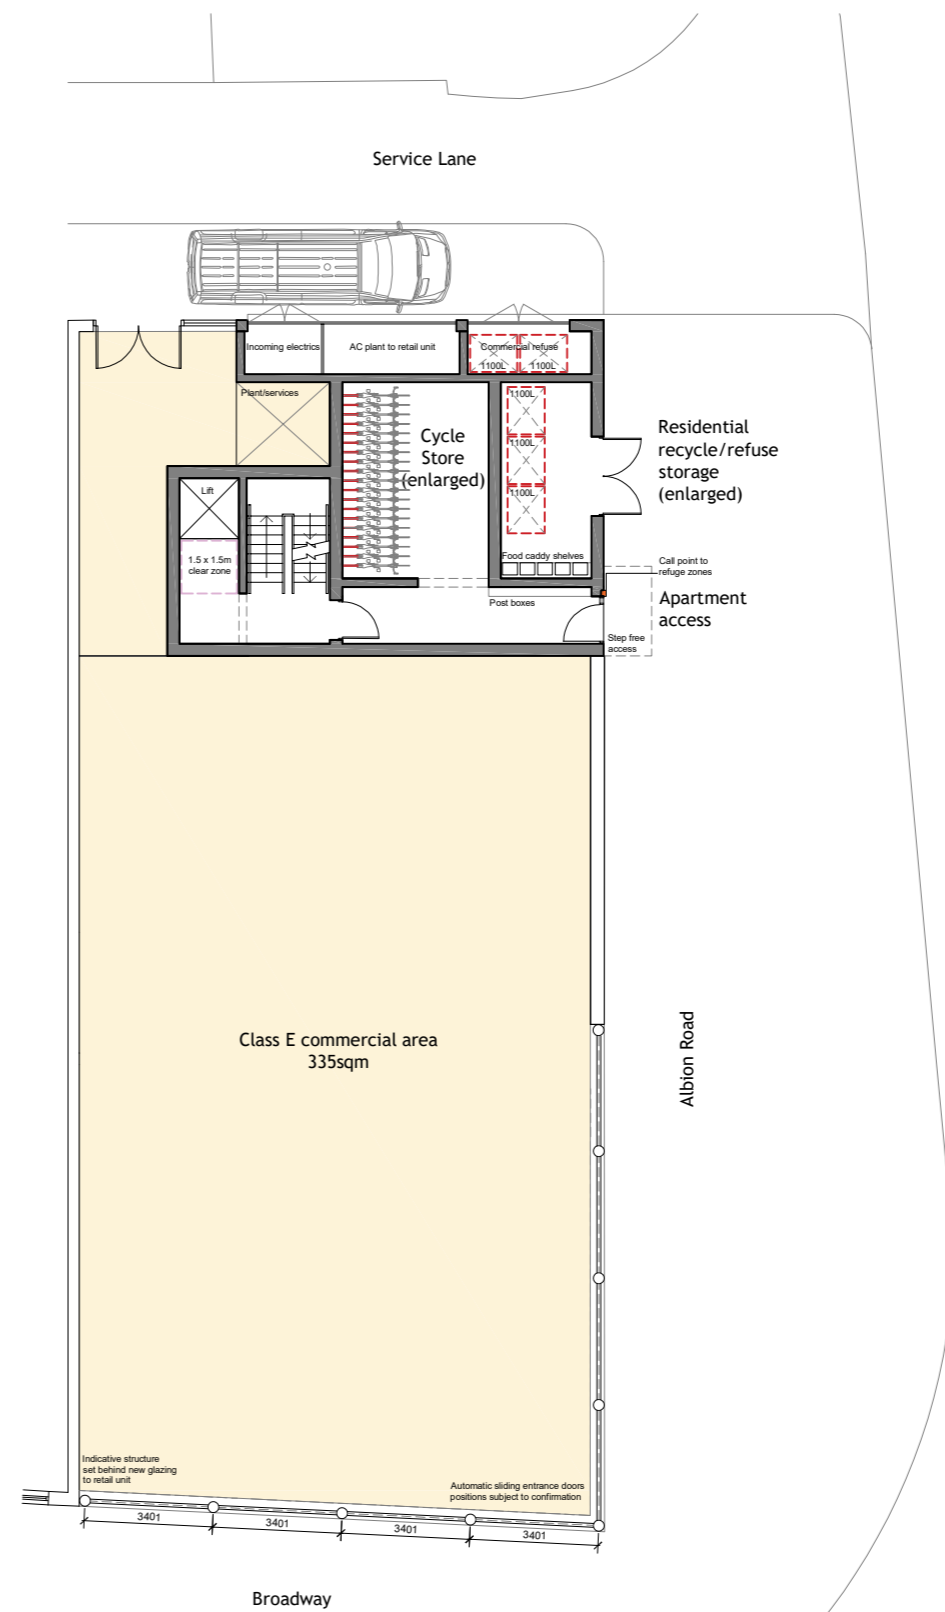 Service Lane
Incoming electrics
AC plant to retail unit
Commercial refuse
1100L
1100L
Plant/services
1100L
Cycle
Store
(enlarged)
Residential
recycle/refuse
storage
(enlarged)
1100L
1100L
Lift
1.5 x 1.5m
clear zone
Food caddy shelves
Call point to
refuge zones
Post boxes
Apartment
access
Step free
access
Class E commercial area
335sqm
Albion Road
Indicative structure
set behind new glazing
to retail unit
Automatic sliding entrance doors
positions subject to confirmation
3401
3401
3401
3401
Broadway